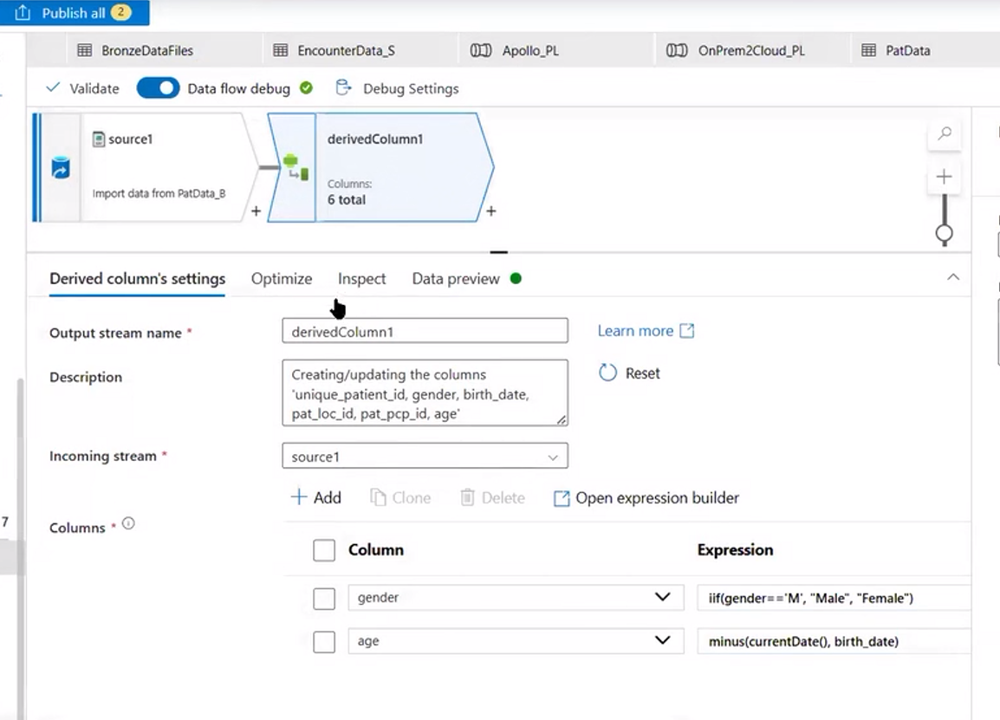 Publish all 2
BronzeDataFiles
EncounterData_S
Apollo_PL
OnPrem2Cloud_PL
PatData
Validate
Data flow debug
Debug Settings
source1
Import data from PatData_B
+
derivedColumn1
Columns:
6 total
+
Derived column's settings
Optimize
Inspect
Data preview
Output stream name *
derivedColumn1
Learn more
Description
Creating/updating the columns
'unique_patient_id, gender, birth_date,
pat_loc_id, pat_pcp_id, age'
Reset
Incoming stream *
source1
+ Add
Clone
Delete
Open expression builder
7
Columns *
Column
Expression
gender
iif(gender=='M', "Male", "Female")
age
minus(currentDate(), birth_date)